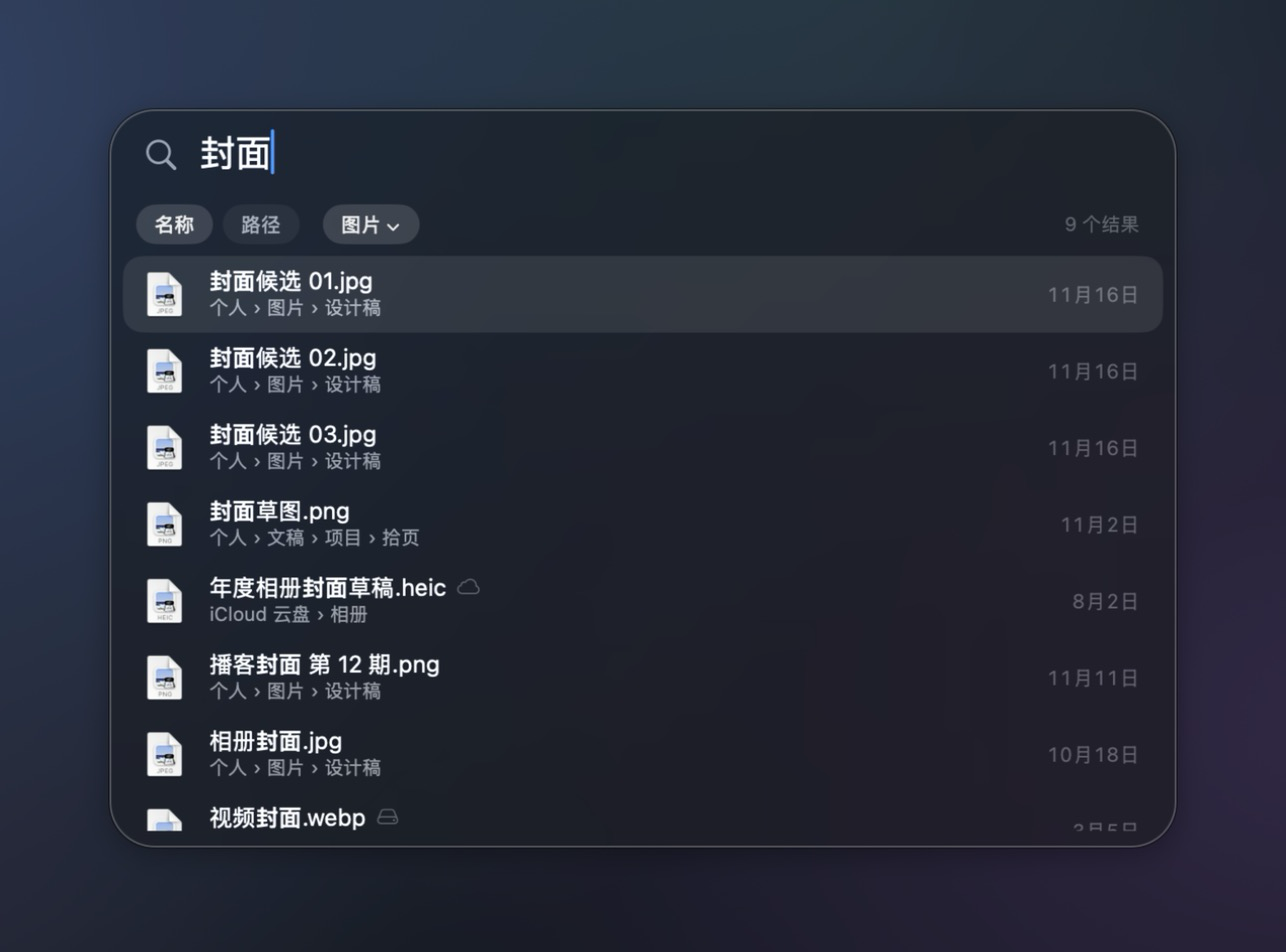 封面
名称 路径 图片 9 个结果
封面候选 01.jpg
个人 › 图片 › 设计稿
11月16日
封面候选 02.jpg
个人 › 图片 › 设计稿
11月16日
封面候选 03.jpg
个人 › 图片 › 设计稿
11月16日
封面草图.png
个人 › 文稿 › 项目 › 拾页
11月2日
年度相册封面草稿.heic
iCloud 云盘 › 相册
8月2日
播客封面 第 12 期.png
个人 › 图片 › 设计稿
11月11日
相册封面.jpg
个人 › 图片 › 设计稿
10月18日
视频封面.webp